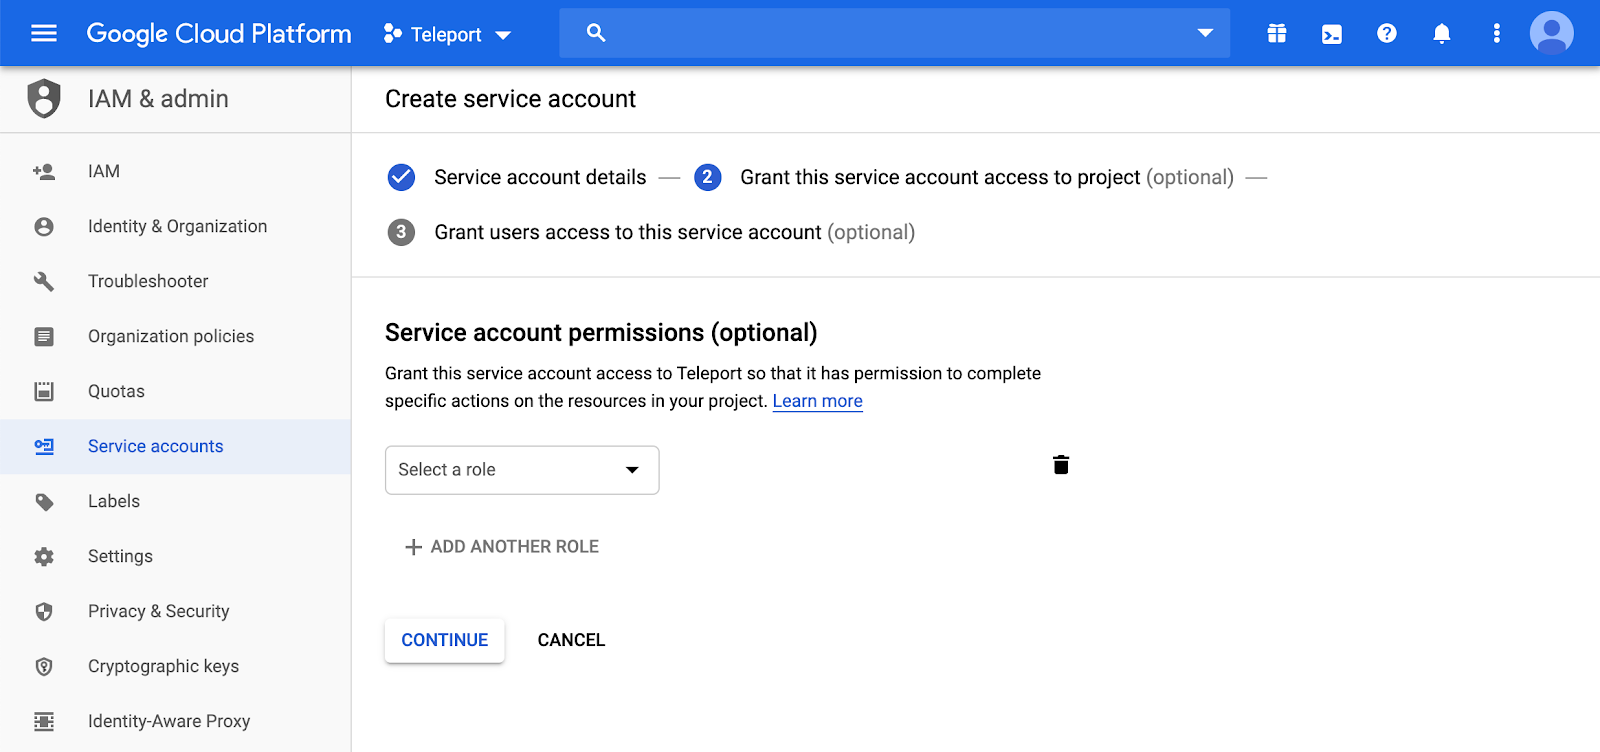 Google Cloud Platform
Teleport
IAM & admin
Create service account
IAM
Identity & Organization
Troubleshooter
Organization policies
Quotas
Service accounts
Labels
Settings
Privacy & Security
Cryptographic keys
Identity-Aware Proxy
Service account details — 2 Grant this service account access to project (optional) —
3 Grant users access to this service account (optional)
Service account permissions (optional)
Grant this service account access to Teleport so that it has permission to complete
specific actions on the resources in your project. Learn more
Select a role
+ ADD ANOTHER ROLE
CONTINUE CANCEL